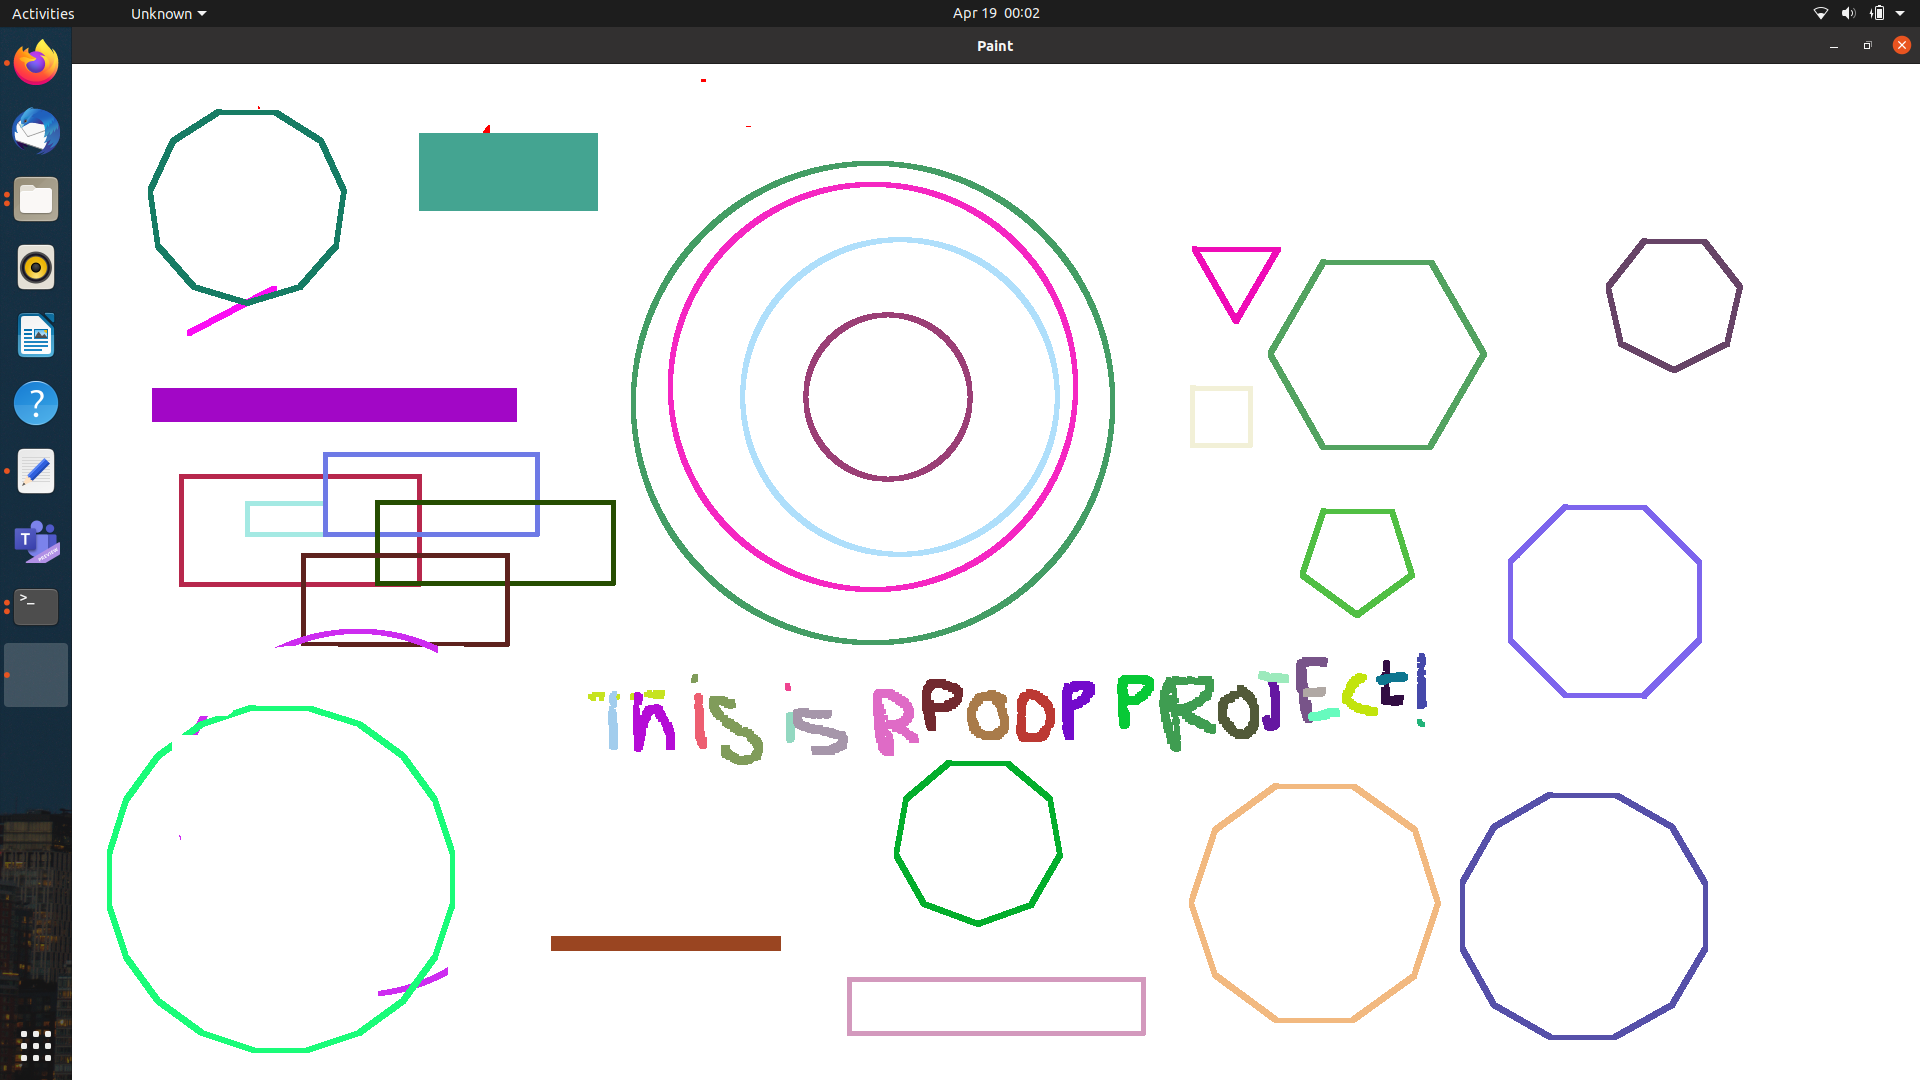 Activities
Unknown
Apr 19 00:02
Paint
This is RPOOP PROJECt!